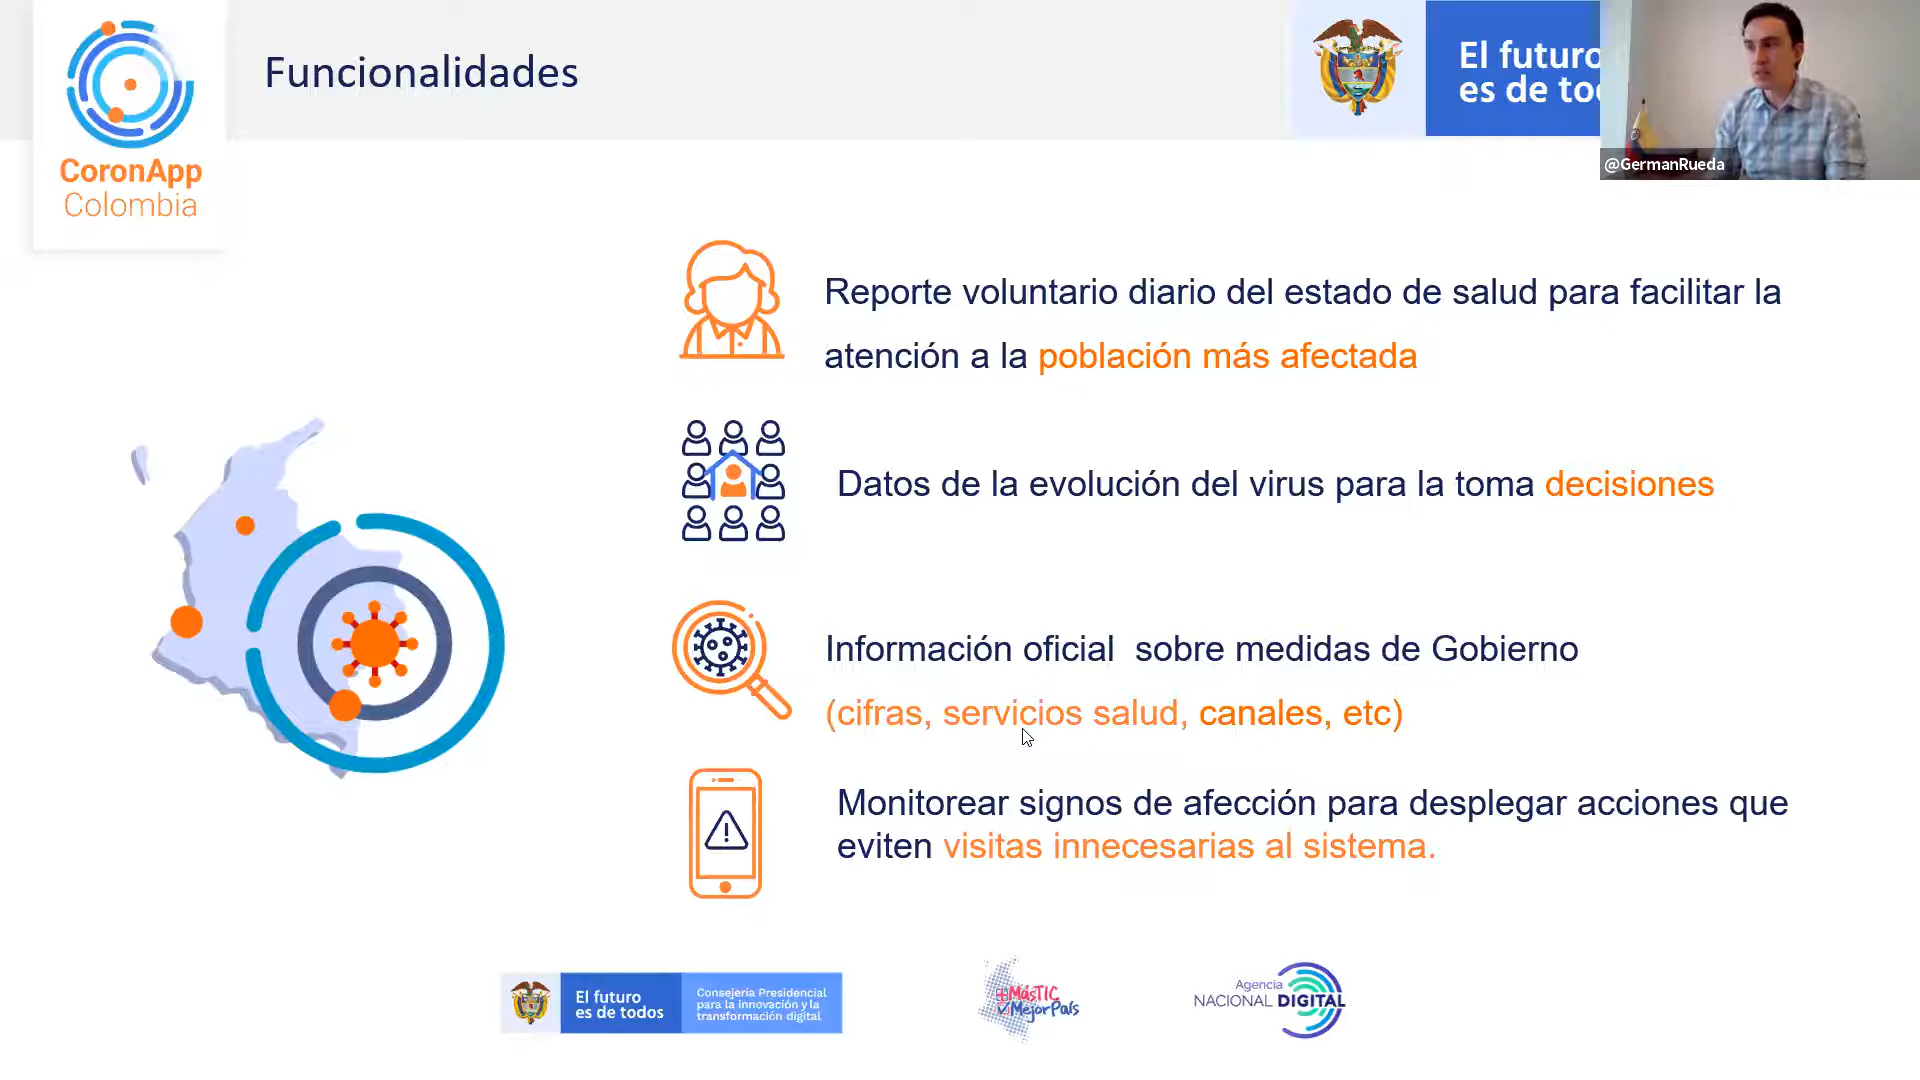 CoronApp
Colombia
Funcionalidades
El futuro
es de to
@GermanRueda
Reporte voluntario diario del estado de salud para facilitar la
atención a la población más afectada
Datos de la evolución del virus para la toma decisiones
Información oficial  sobre medidas de Gobierno
(cifras, servicios salud, canales, etc)
Monitorear signos de afección para desplegar acciones que
eviten visitas innecesarias al sistema.
El futuro
es de todos
Consejería Presidencial
para la innovación y la
transformación digital
+MásTIC
MejorPaís
Agencia
NACIONAL DIGITAL